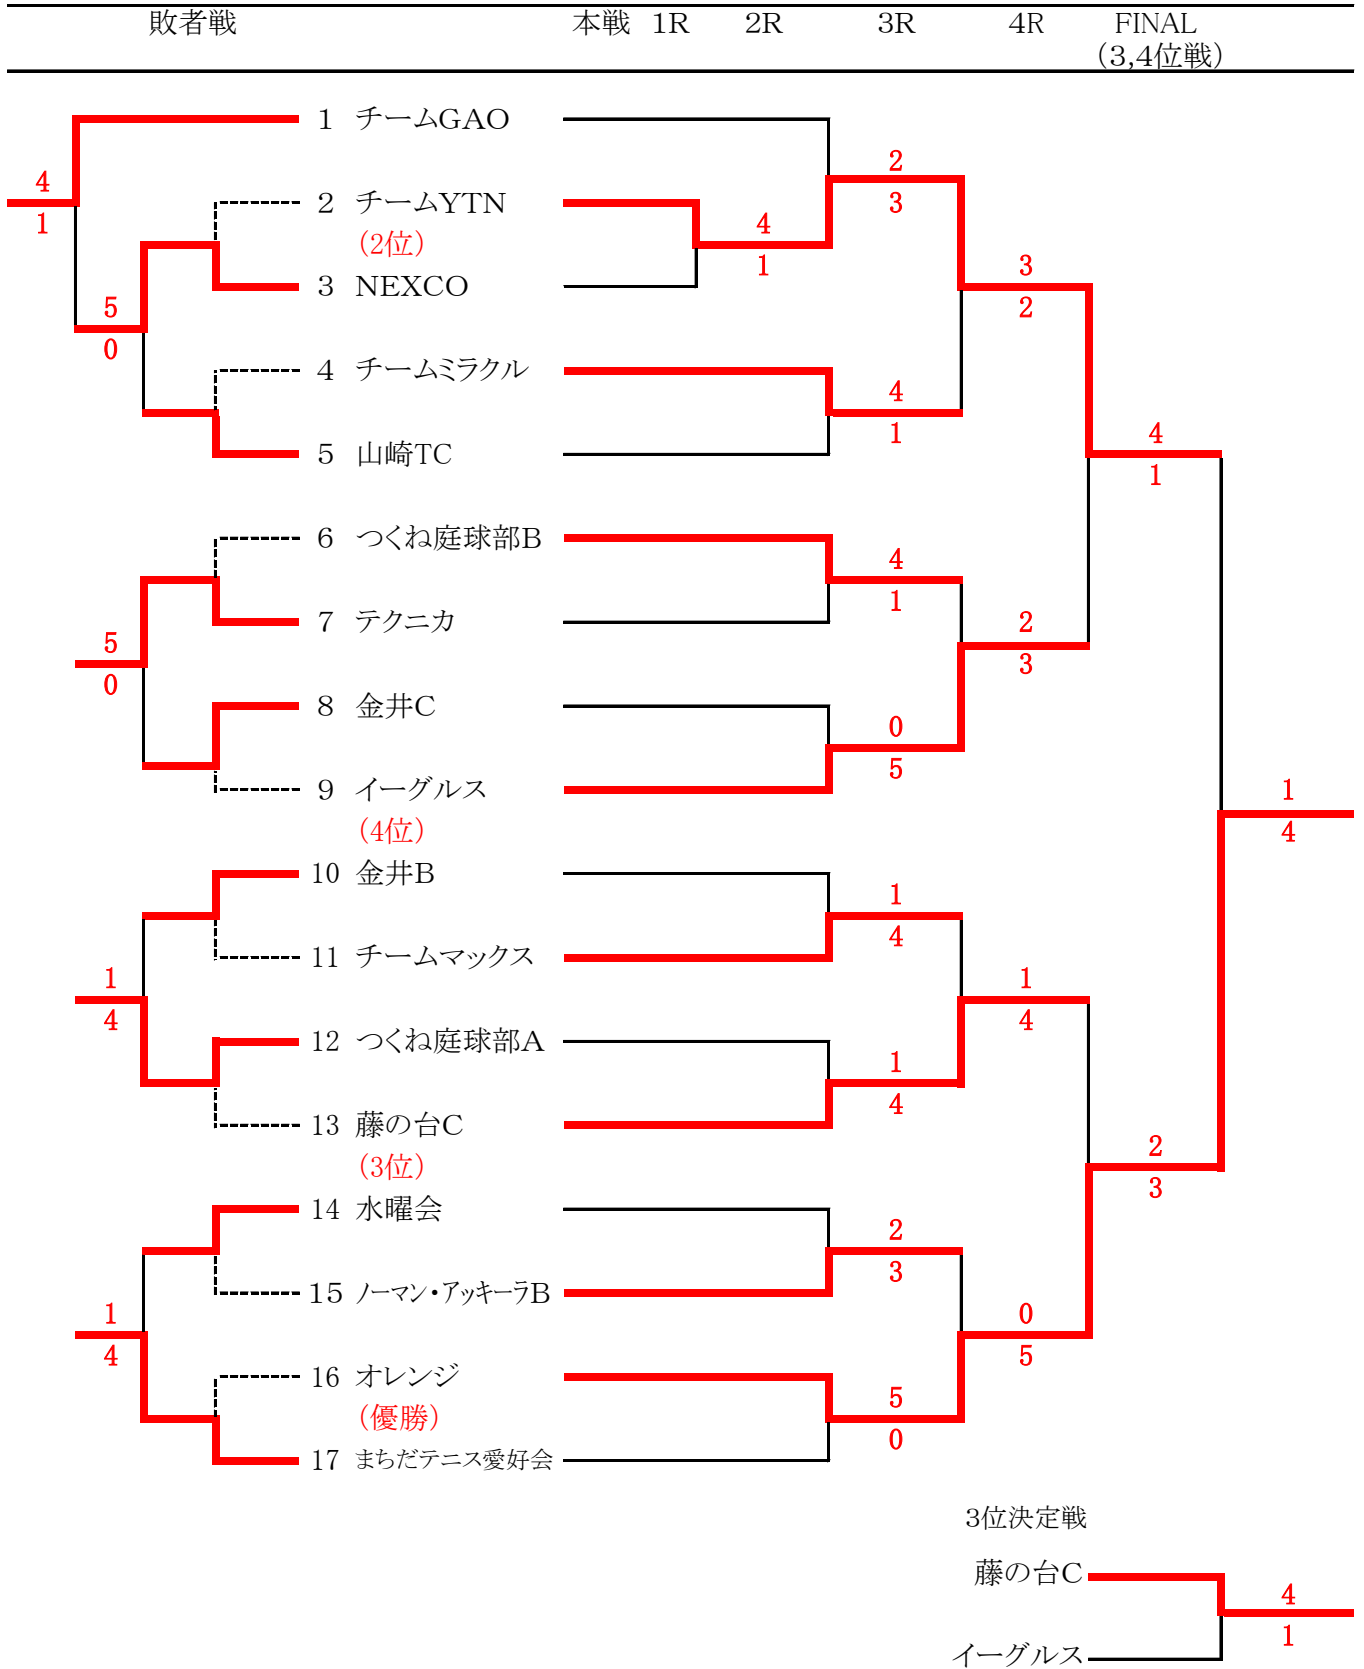 敗者戦 本戦 1R 2R 3R 4R FINAL
(3,4位戦)
1 チームGAO
2
4 3
2 チームYTN
1 4
(2位)
1
3 3 NEXCO
5 2
0
4 チームミラクル
4
1 4
5 山崎TC
1
6 つくね庭球部B
4
1
7 テクニカ 2
5 3
0
8 金井C
0
5
9 イーグルス 1
(4位) 4
10 金井B
1
4
11 チームマックス
1 1
4 4
12 つくね庭球部A
1
4
13 藤の台C
2
(3位)
3
14 水曜会
2
3
15 ノーマン・アッキーラB
1 0
4 5
16 オレンジ
5
(優勝)
0
17 まちだテニス愛好会
3位決定戦
藤の台C
4
1
イーグルス